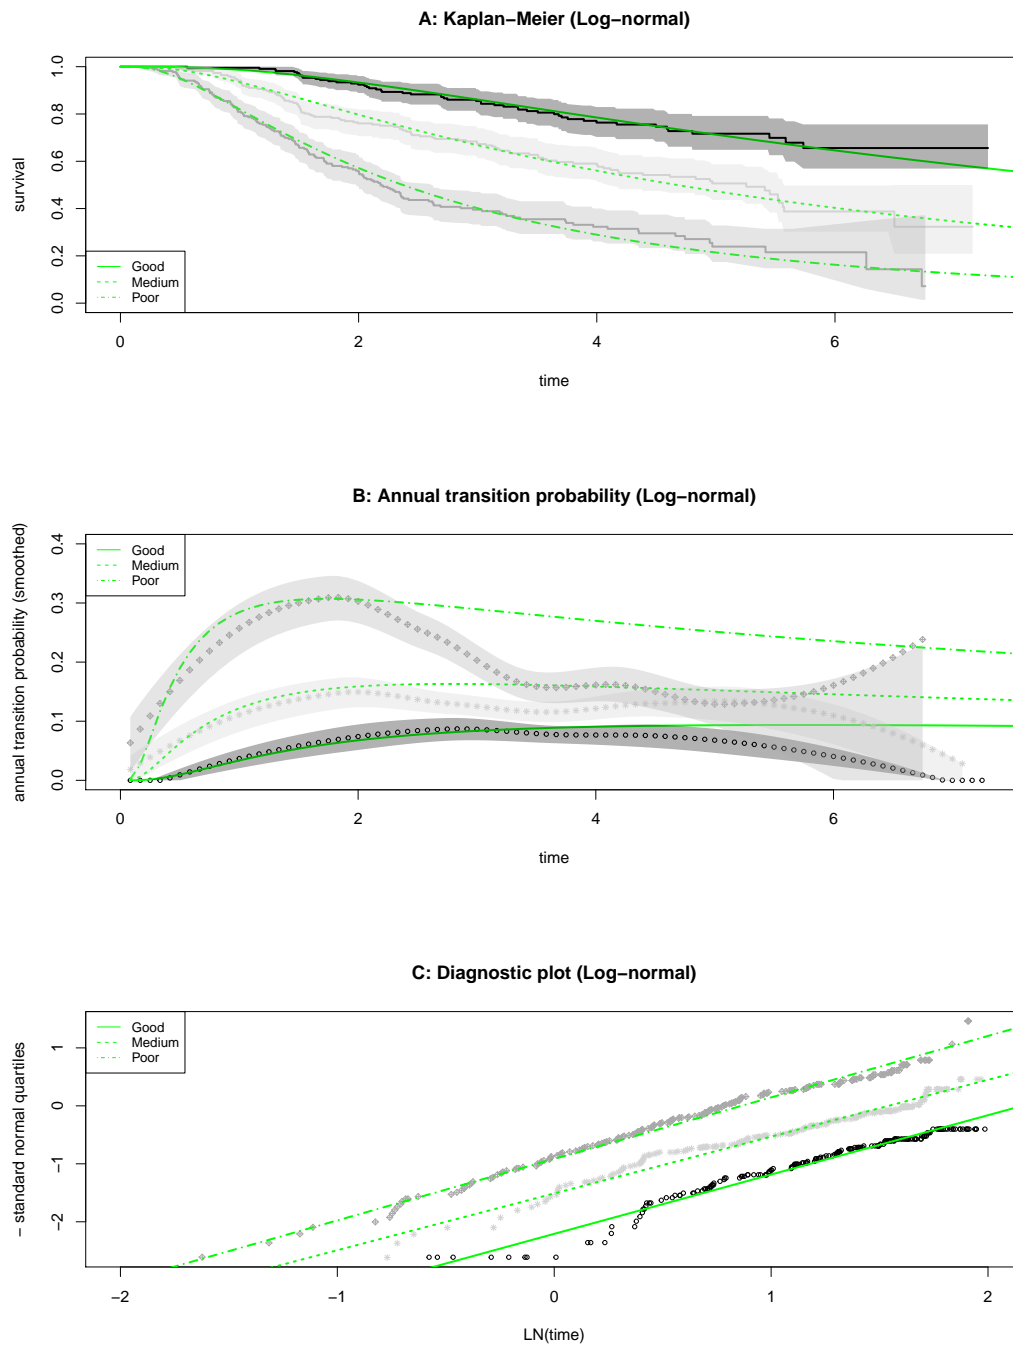 A: Kaplan−Meier (Log−normal)
survival
0.0 0.2 0.4 0.6 0.8 1.0
Good
Medium
Poor
0 2 4 6
time
B: Annual transition probability (Log−normal)
annual transition probability (smoothed)
0.0 0.1 0.2 0.3 0.4
Good
Medium
Poor
0 2 4 6
time
C: Diagnostic plot (Log−normal)
− standard normal quartiles
−2 −1 0 1
Good
Medium
Poor
−2 −1 0 1 2
LN(time)